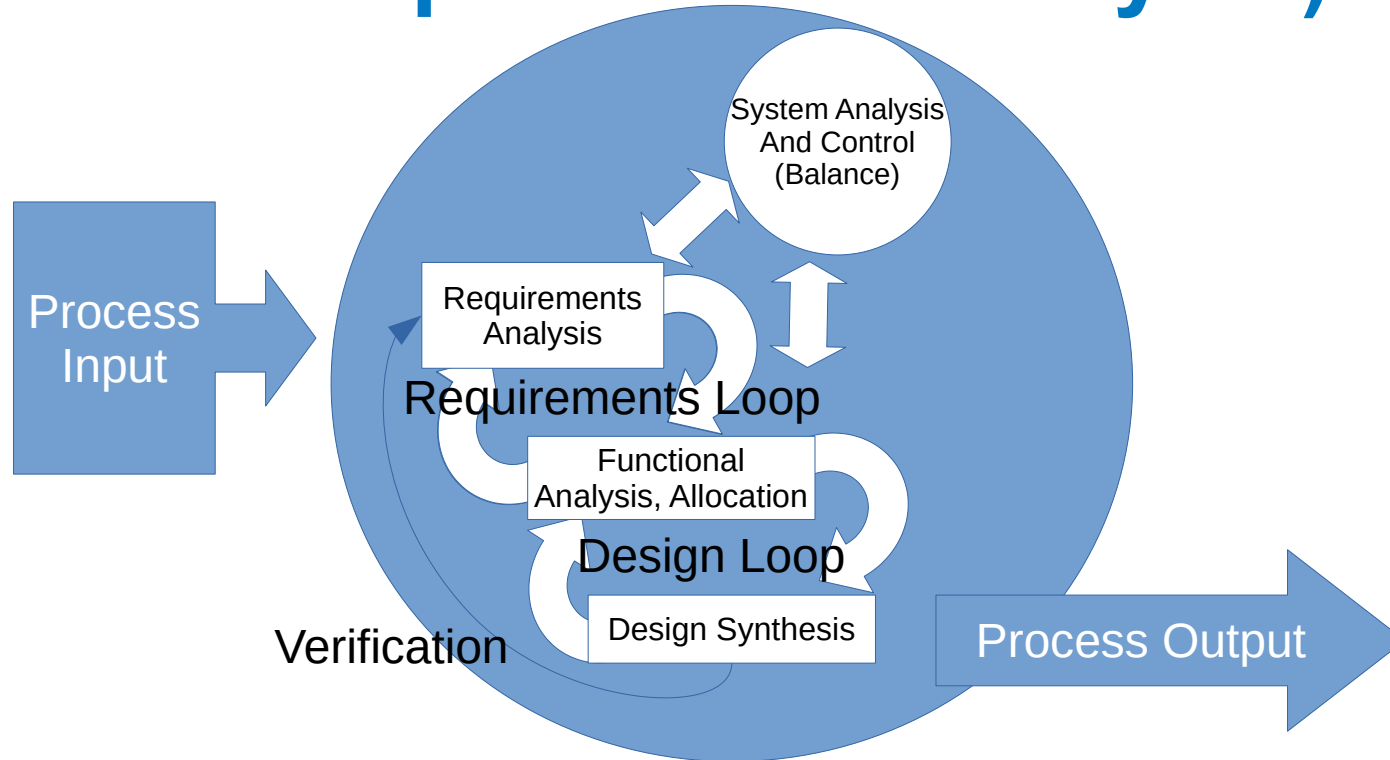 System Analysis
And Control
(Balance)
Process
Input
Requirements
Analysis
Requirements Loop
Functional
Analysis, Allocation
Design Loop
Design Synthesis
Verification
Process Output